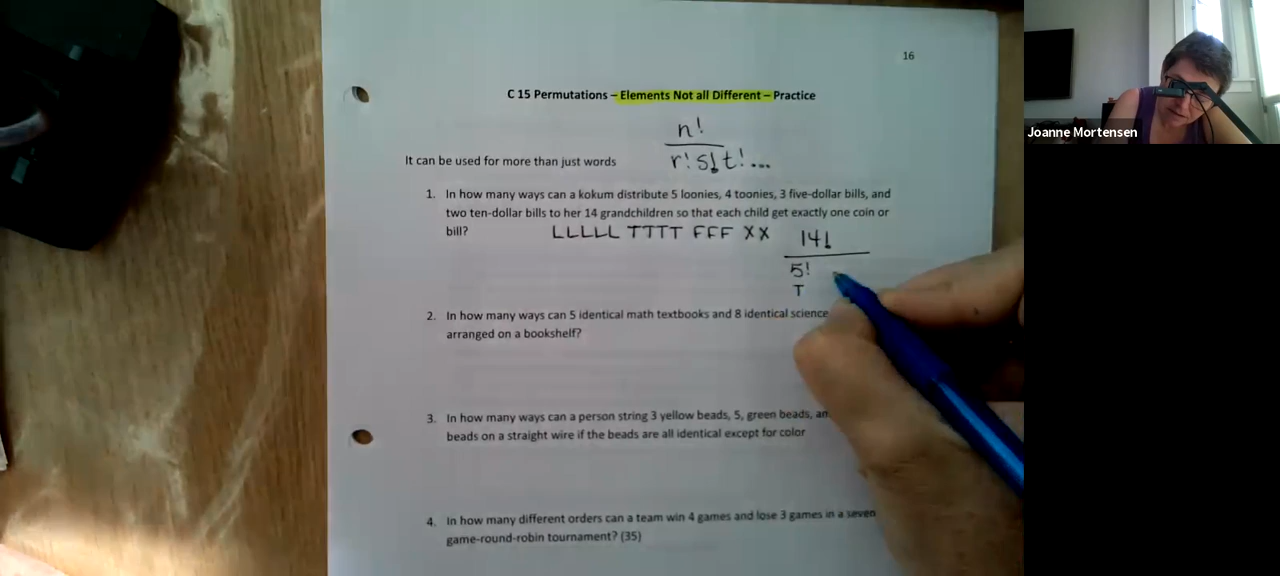 16
C 15 Permutations – Elements Not all Different – Practice
n!
r! s! t! ...
It can be used for more than just words
1. In how many ways can a kokum distribute 5 loonies, 4 toonies, 3 five-dollar bills, and
two ten-dollar bills to her 14 grandchildren so that each child get exactly one coin or
bill?
LLLLL TTTT FFF XX
14!
5!
T
2. In how many ways can 5 identical math textbooks and 8 identical science
arranged on a bookshelf?
3. In how many ways can a person string 3 yellow beads, 5, green beads,
beads on a straight wire if the beads are all identical except for color
4. In how many different orders can a team win 4 games and lose 3 games in a seven
game-round-robin tournament? (35)
Joanne Mortensen